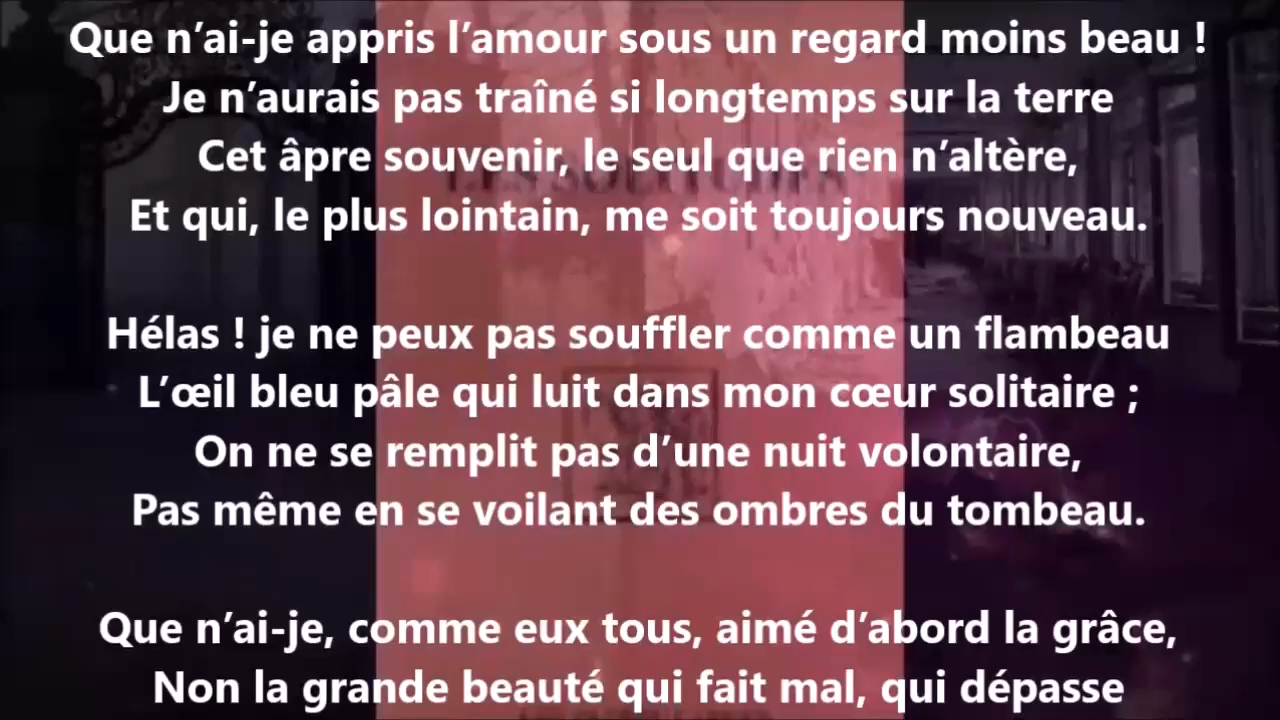 Que n’ai-je appris l’amour sous un regard moins beau !
Je n’aurais pas traîné si longtemps sur la terre
Cet âpre souvenir, le seul que rien n’altère,
Et qui, le plus lointain, me soit toujours nouveau.
Hélas ! je ne peux pas souffler comme un flambeau
L’œil bleu pâle qui luit dans mon cœur solitaire ;
On ne se remplit pas d’une nuit volontaire,
Pas même en se voilant des ombres du tombeau.
Que n’ai-je, comme eux tous, aimé d’abord la grâce,
Non la grande beauté qui fait mal, qui dépasse